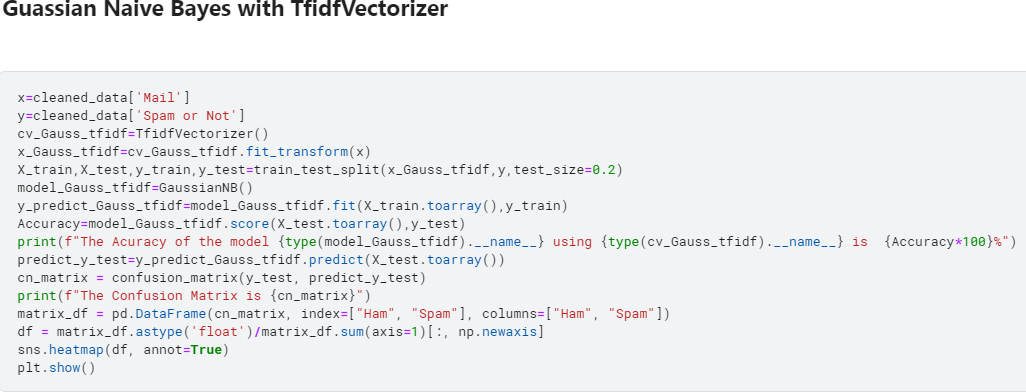 Guassian Naive Bayes with TfidfVectorizer
x=cleaned_data['Mail']
y=cleaned_data['Spam or Not']
cv_Gauss_tfidf=TfidfVectorizer()
x_Gauss_tfidf=cv_Gauss_tfidf.fit_transform(x)
X_train,X_test,y_train,y_test=train_test_split(x_Gauss_tfidf,y,test_size=0.2)
model_Gauss_tfidf=GaussianNB()
y_predict_Gauss_tfidf=model_Gauss_tfidf.fit(X_train.toarray(),y_train)
Accuracy=model_Gauss_tfidf.score(X_test.toarray(),y_test)
print(f"The Acuracy of the model {type(model_Gauss_tfidf).__name__} using {type(cv_Gauss_tfidf).__name__} is  {Accuracy*100}%")
predict_y_test=y_predict_Gauss_tfidf.predict(X_test.toarray())
cn_matrix = confusion_matrix(y_test, predict_y_test)
print(f"The Confusion Matrix is {cn_matrix}")
matrix_df = pd.DataFrame(cn_matrix, index=["Ham", "Spam"], columns=["Ham", "Spam"])
df = matrix_df.astype('float')/matrix_df.sum(axis=1)[:, np.newaxis]
sns.heatmap(df, annot=True)
plt.show()